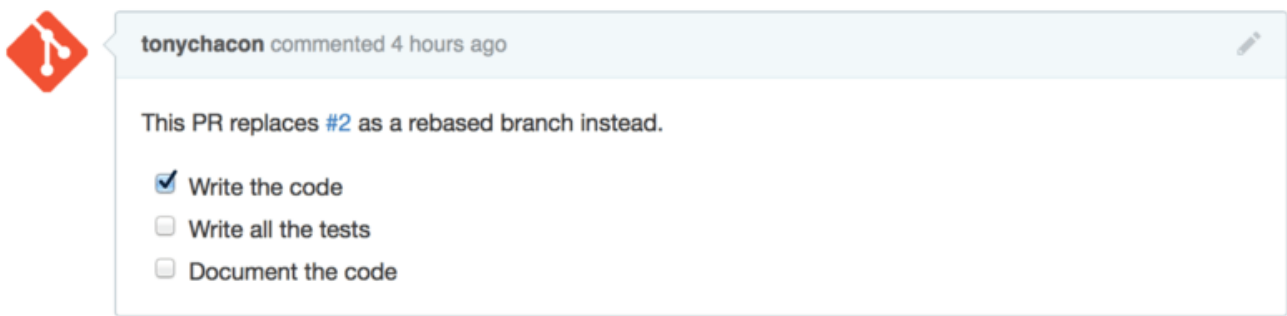 tonychacon commented 4 hours ago
This PR replaces #2 as a rebased branch instead.
Write the code
Write all the tests
Document the code